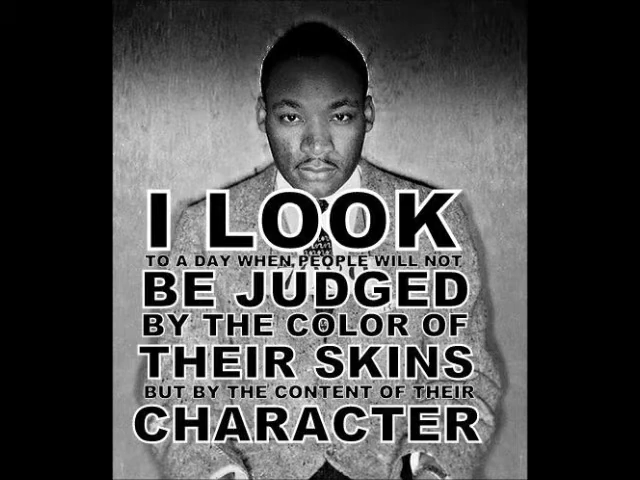 I LOOK
TO A DAY WHEN PEOPLE WILL NOT
BE JUDGED
BY THE COLOR OF
THEIR SKINS
BUT BY THE CONTENT OF THEIR
CHARACTER